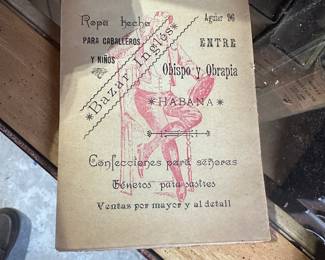 Ropa hecha
PARA CABALLEROS
Y NIÑOS
Aguiar 96
ENTRE
Obispo y Obrapia
Bazar Inglés.
*HABANA*
Confecciones para señores
Géneros para sastres
Ventas por mayor y al detall